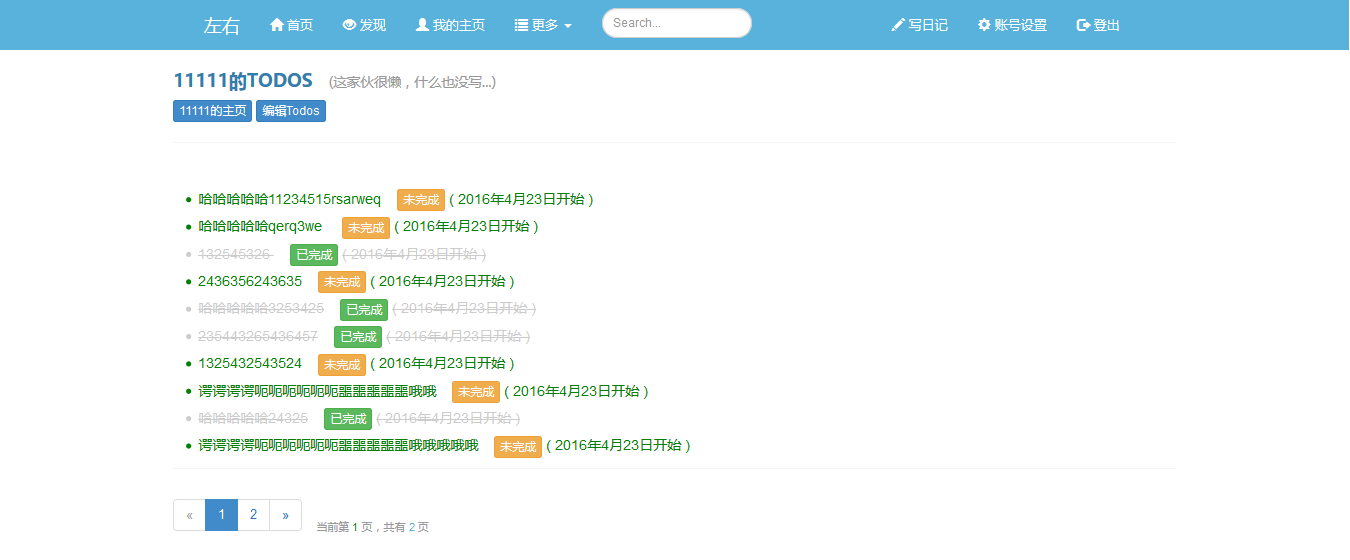 左右 首页 发现 我的主页 更多 Search... 写日记 账号设置 登出
11111的TODOS (这家伙很懒，什么也没写...)
11111的主页 编辑Todos
哈哈哈哈哈11234515rsarweq 未完成 ( 2016年4月23日开始 )
哈哈哈哈哈qerq3we 未完成 ( 2016年4月23日开始 )
132545326 已完成 ( 2016年4月23日开始 )
2436356243635 未完成 ( 2016年4月23日开始 )
哈哈哈哈哈3253425 已完成 ( 2016年4月23日开始 )
235443265436457 已完成 ( 2016年4月23日开始 )
1325432543524 未完成 ( 2016年4月23日开始 )
谔谔谔谔呃呃呃呃呃呃噩噩噩噩噩哦哦 未完成 ( 2016年4月23日开始 )
哈哈哈哈哈24325 已完成 ( 2016年4月23日开始 )
谔谔谔谔呃呃呃呃呃呃噩噩噩噩噩哦哦哦哦哦 未完成 ( 2016年4月23日开始 )
« 1 2 » 当前第 1 页，共有 2 页